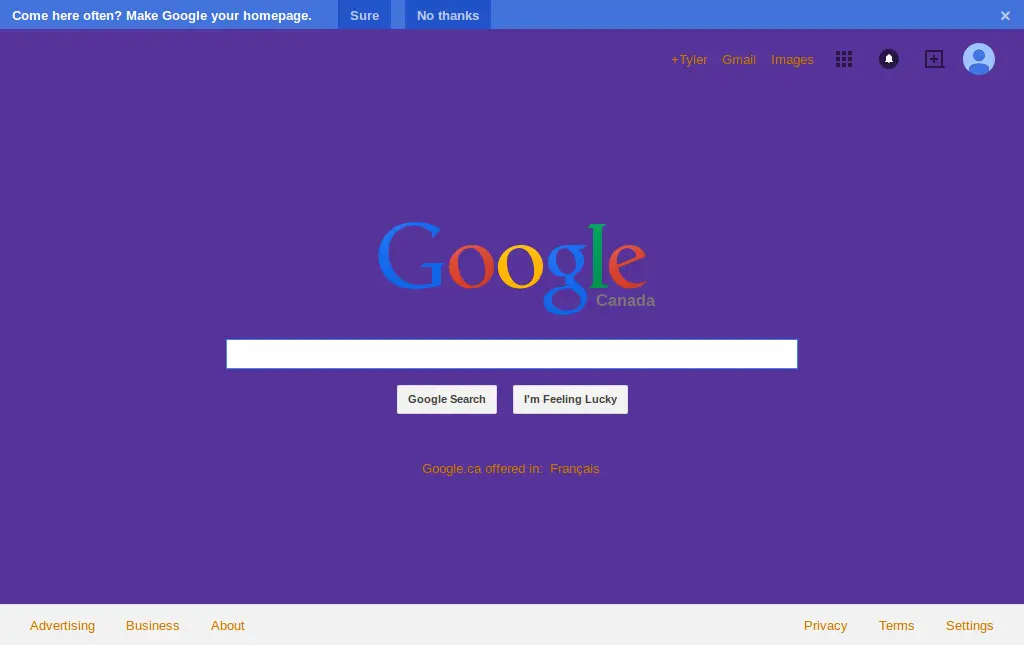 Come here often? Make Google your homepage. Sure No thanks ×
+Tyler Gmail Images
Google
Canada
Google Search I'm Feeling Lucky
Google.ca offered in: Français
Advertising Business About Privacy Terms Settings